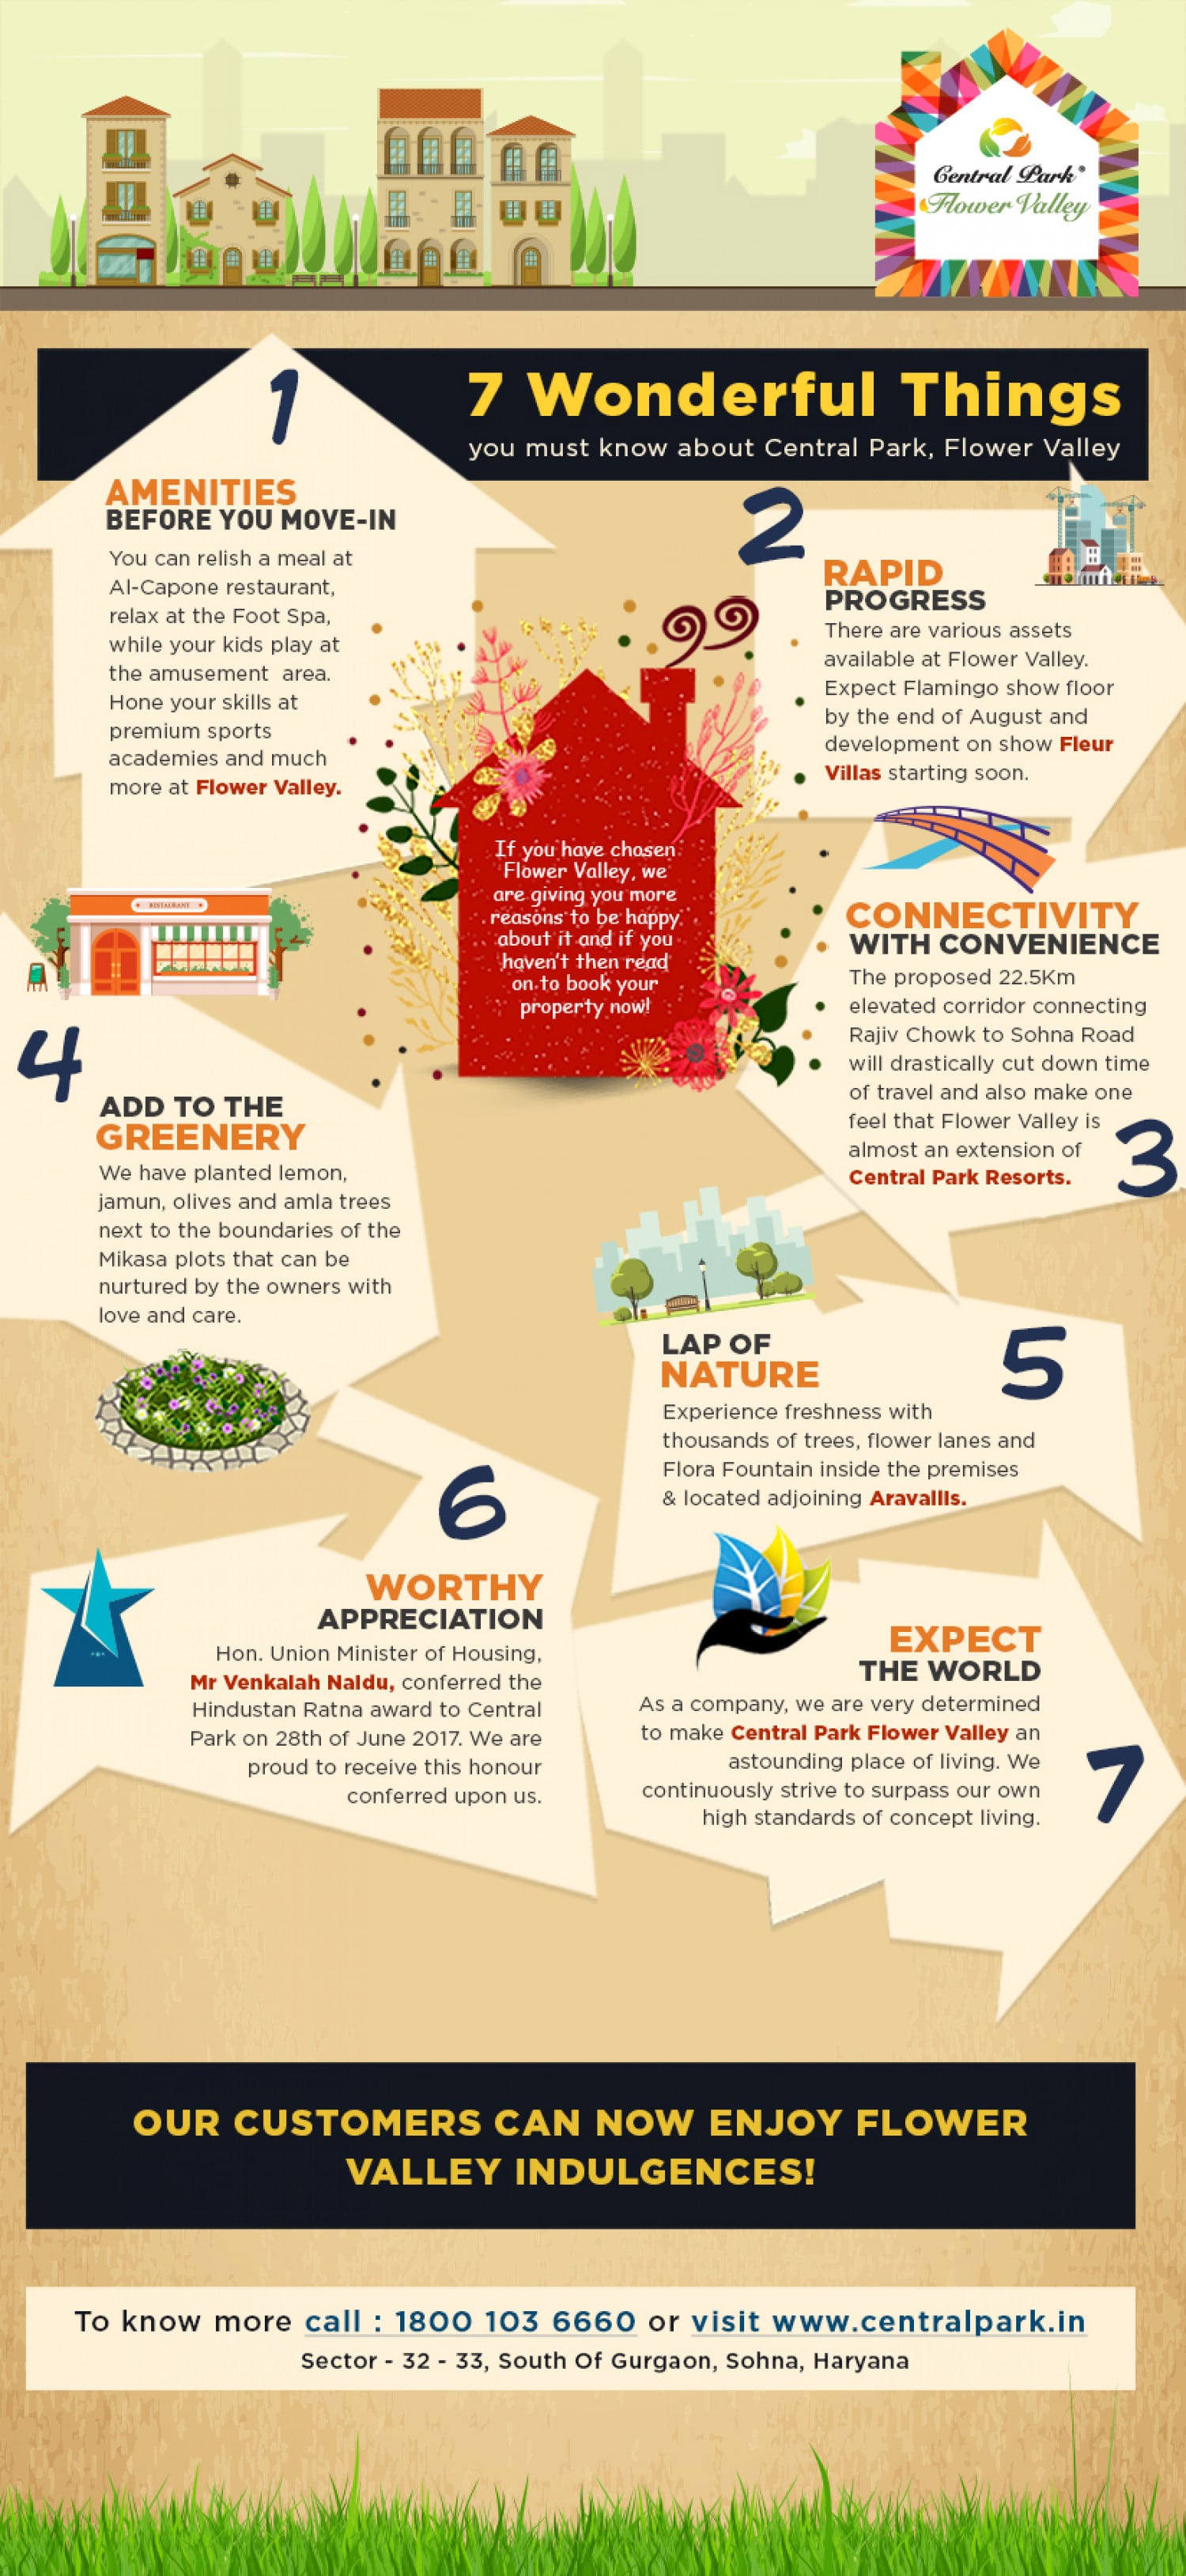 Central Park®
Flower Valley
7 Wonderful Things
you must know about Central Park, Flower Valley
1
AMENITIES
BEFORE YOU MOVE-IN
You can relish a meal at
Al-Capone restaurant,
relax at the Foot Spa,
while your kids play at
the amusement area.
Hone your skills at
premium sports
academies and much
more at Flower Valley.
RESTAURANT
2
RAPID
PROGRESS
There are various assets
available at Flower Valley.
Expect Flamingo show floor
by the end of August and
development on show Fleur
Villas starting soon.
If you have chosen
Flower Valley, we
are giving you more
reasons to be happy
about it and if you
haven't then read
on to book your
property now!
CONNECTIVITY
WITH CONVENIENCE
The proposed 22.5Km
elevated corridor connecting
Rajiv Chowk to Sohna Road
will drastically cut down time
of travel and also make one
feel that Flower Valley is
almost an extension of
Central Park Resorts.
3
4
ADD TO THE
GREENERY
We have planted lemon,
jamun, olives and amla trees
next to the boundaries of the
Mikasa plots that can be
nurtured by the owners with
love and care.
5
LAP OF
NATURE
Experience freshness with
thousands of trees, flower lanes and
Flora Fountain inside the premises
& located adjoining Aravallis.
6
WORTHY
APPRECIATION
Hon. Union Minister of Housing,
Mr Venkaiah Naidu, conferred the
Hindustan Ratna award to Central
Park on 28th of June 2017. We are
proud to receive this honour
conferred upon us.
EXPECT
THE WORLD
As a company, we are very determined
to make Central Park Flower Valley an
astounding place of living. We
continuously strive to surpass our own
high standards of concept living.
7
OUR CUSTOMERS CAN NOW ENJOY FLOWER
VALLEY INDULGENCES!
To know more call : 1800 103 6660 or visit www.centralpark.in
Sector - 32 - 33, South Of Gurgaon, Sohna, Haryana